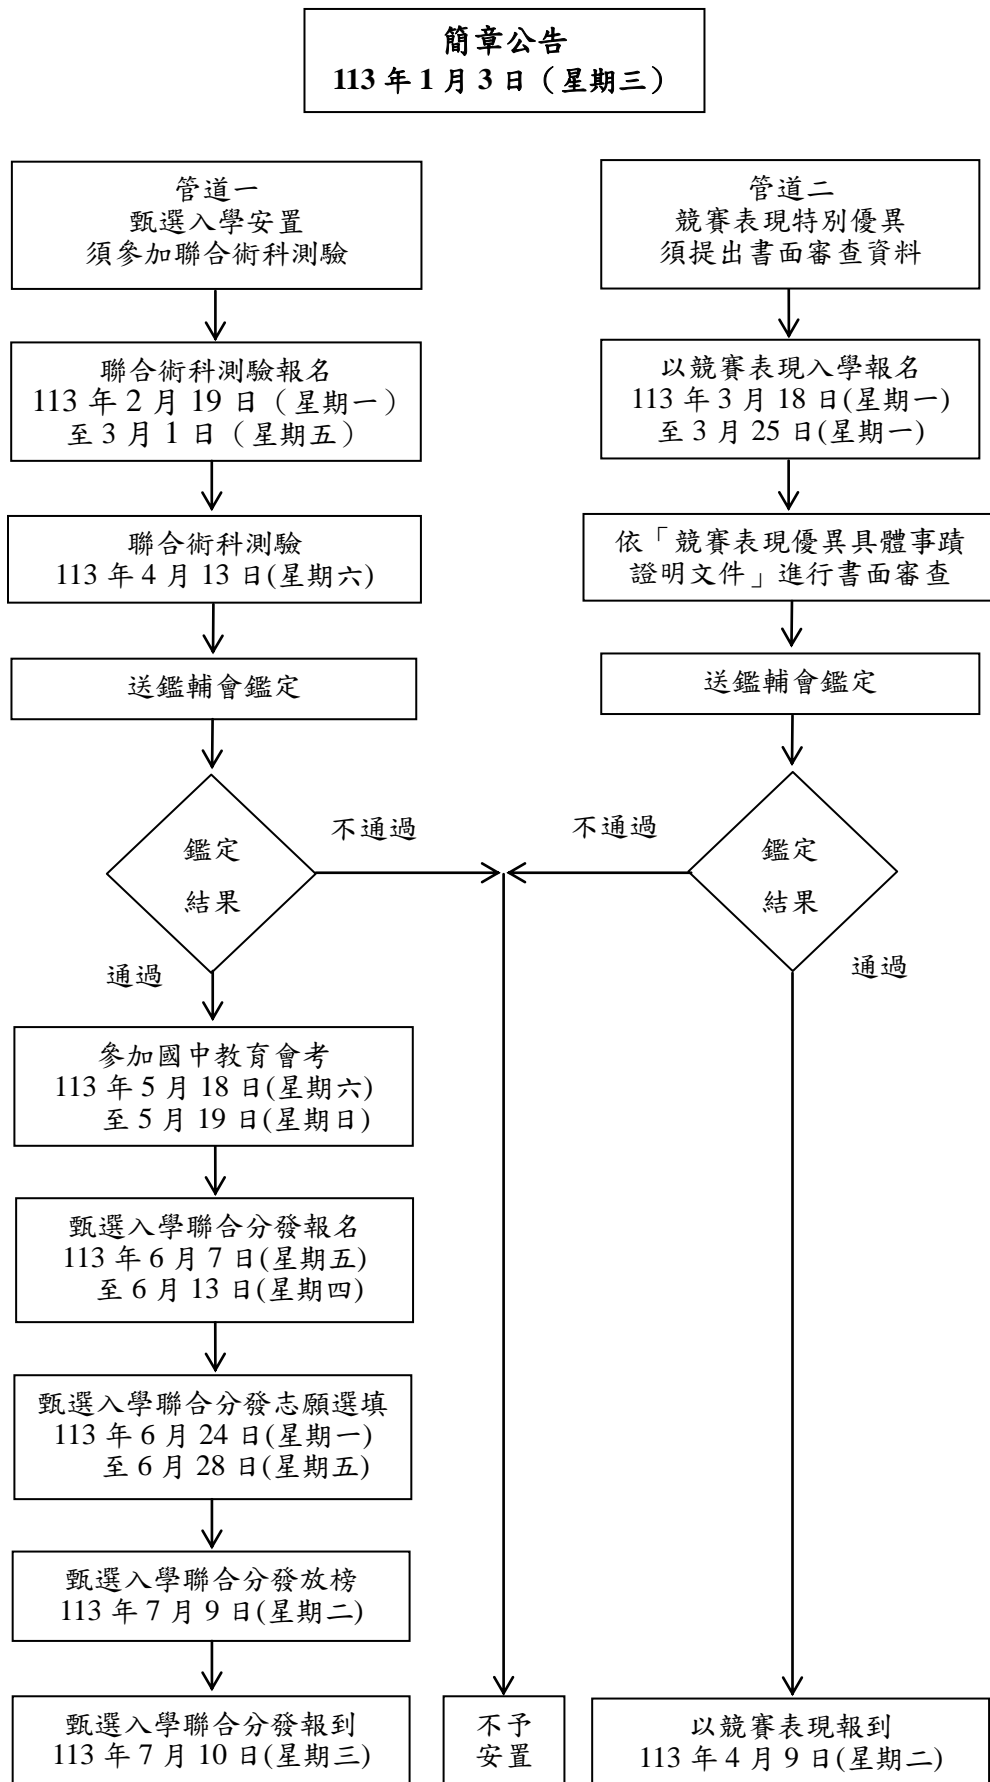 簡章公告
113 年 1 月 3 日（星期三）
管道一
甄選入學安置
須參加聯合術科測驗
聯合術科測驗報名
113 年 2 月 19 日（星期一）
至 3 月 1 日（星期五）
聯合術科測驗
113 年 4 月 13 日(星期六)
送鑑輔會鑑定
鑑定
結果
不通過
通過
參加國中教育會考
113 年 5 月 18 日(星期六)
至 5 月 19 日(星期日)
甄選入學聯合分發報名
113 年 6 月 7 日(星期五)
至 6 月 13 日(星期四)
甄選入學聯合分發志願選填
113 年 6 月 24 日(星期一)
至 6 月 28 日(星期五)
甄選入學聯合分發放榜
113 年 7 月 9 日(星期二)
甄選入學聯合分發報到
113 年 7 月 10 日(星期三)
管道二
競賽表現特別優異
須提出書面審查資料
以競賽表現入學報名
113 年 3 月 18 日(星期一)
至 3 月 25 日(星期一)
依「競賽表現優異具體事蹟
證明文件」進行書面審查
送鑑輔會鑑定
鑑定
結果
不通過
通過
不予
安置
以競賽表現報到
113 年 4 月 9 日(星期二)